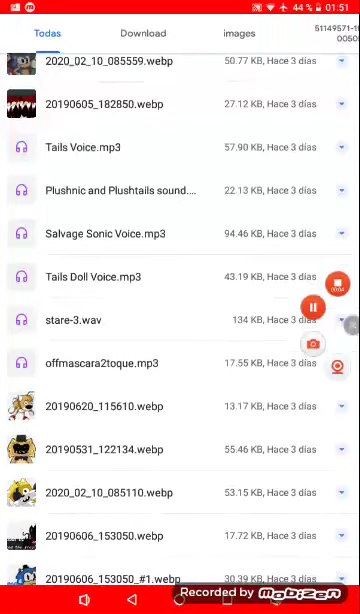 44 % 01:51
Todas Download images 51149571-1
0050
2020_02_10_085559.webp 50.77 KB, Hace 3 días
20190605_182850.webp 27.12 KB, Hace 3 días
Tails Voice.mp3 57.90 KB, Hace 3 días
Plushnic and Plushtails sound.... 22.13 KB, Hace 3 días
Salvage Sonic Voice.mp3 94.46 KB, Hace 3 días
Tails Doll Voice.mp3 43.19 KB, Hace 3 días
00:04
stare-3.wav 134 KB, Hace 3 días
offmascara2toque.mp3 17.55 KB, Hace 3 días
20190620_115610.webp 13.17 KB, Hace 3 días
20190531_122134.webp 55.46 KB, Hace 3 días
2020_02_10_085110.webp 53.15 KB, Hace 3 días
20190606_153050.webp 17.72 KB, Hace 3 días
20190606_153050_#1.webp 30.39 KB, Hace 3 días
Recorded by mobizen